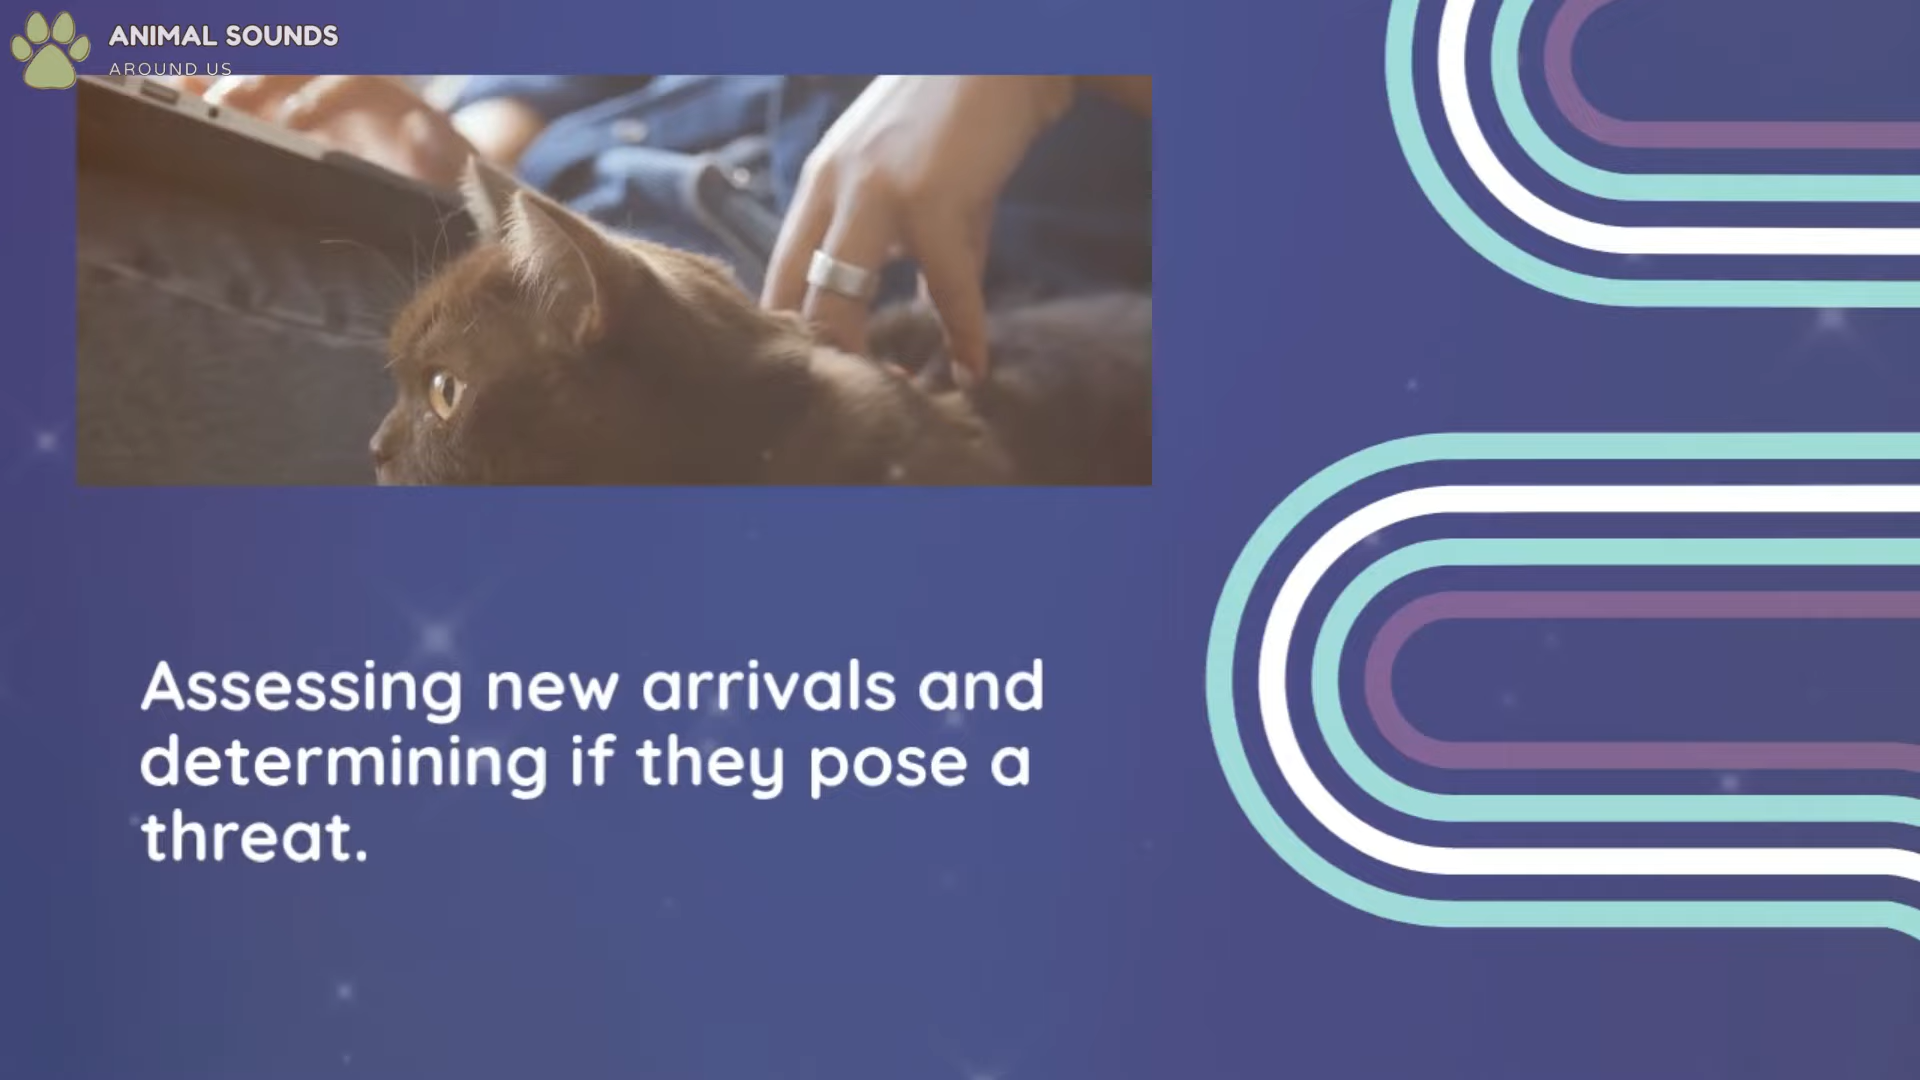 ANIMAL SOUNDS
AROUND US
Assessing new arrivals and
determining if they pose a
threat.